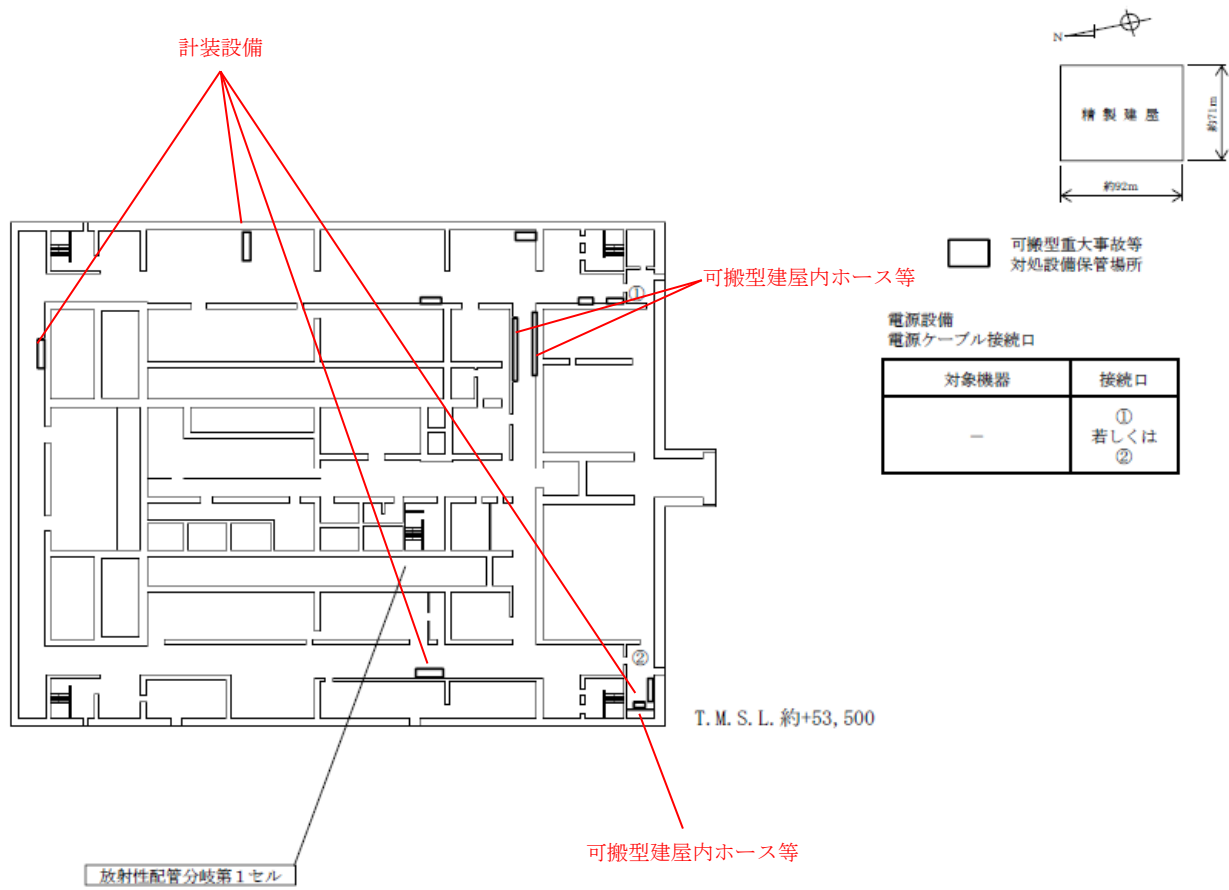 計装設備
N
精製建屋
約71m
約92m
可搬型重大事故等
対処設備保管場所
可搬型建屋内ホース等
①
電源設備
電源ケーブル接続口
対象機器 接続口
－ ①
若しくは
②
②
T.M.S.L.約+53,500
可搬型建屋内ホース等
放射性配管分岐第1セル